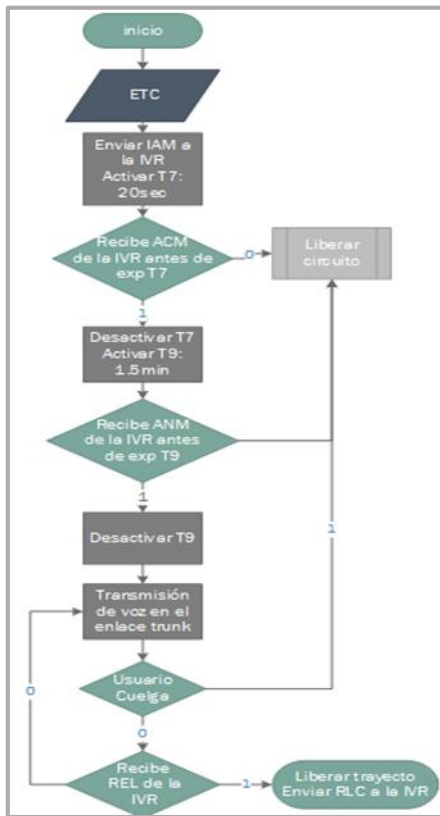 inicio
ETC
Enviar IAM a
la IVR
Activar T7:
20sec
Recibe ACM
de la IVR antes de
exp T7
0
Liberar
circuito
1
Desactivar T7
Activar T9:
1.5min
Recibe ANM
de la IVR antes
de exp T9
1
1
Desactivar T9
Transmisión
de voz en el
enlace trunk
Usuario
Cuelga
0
0
Recibe
REL de la
IVR
1
Liberar trayecto
Enviar RLC a la IVR